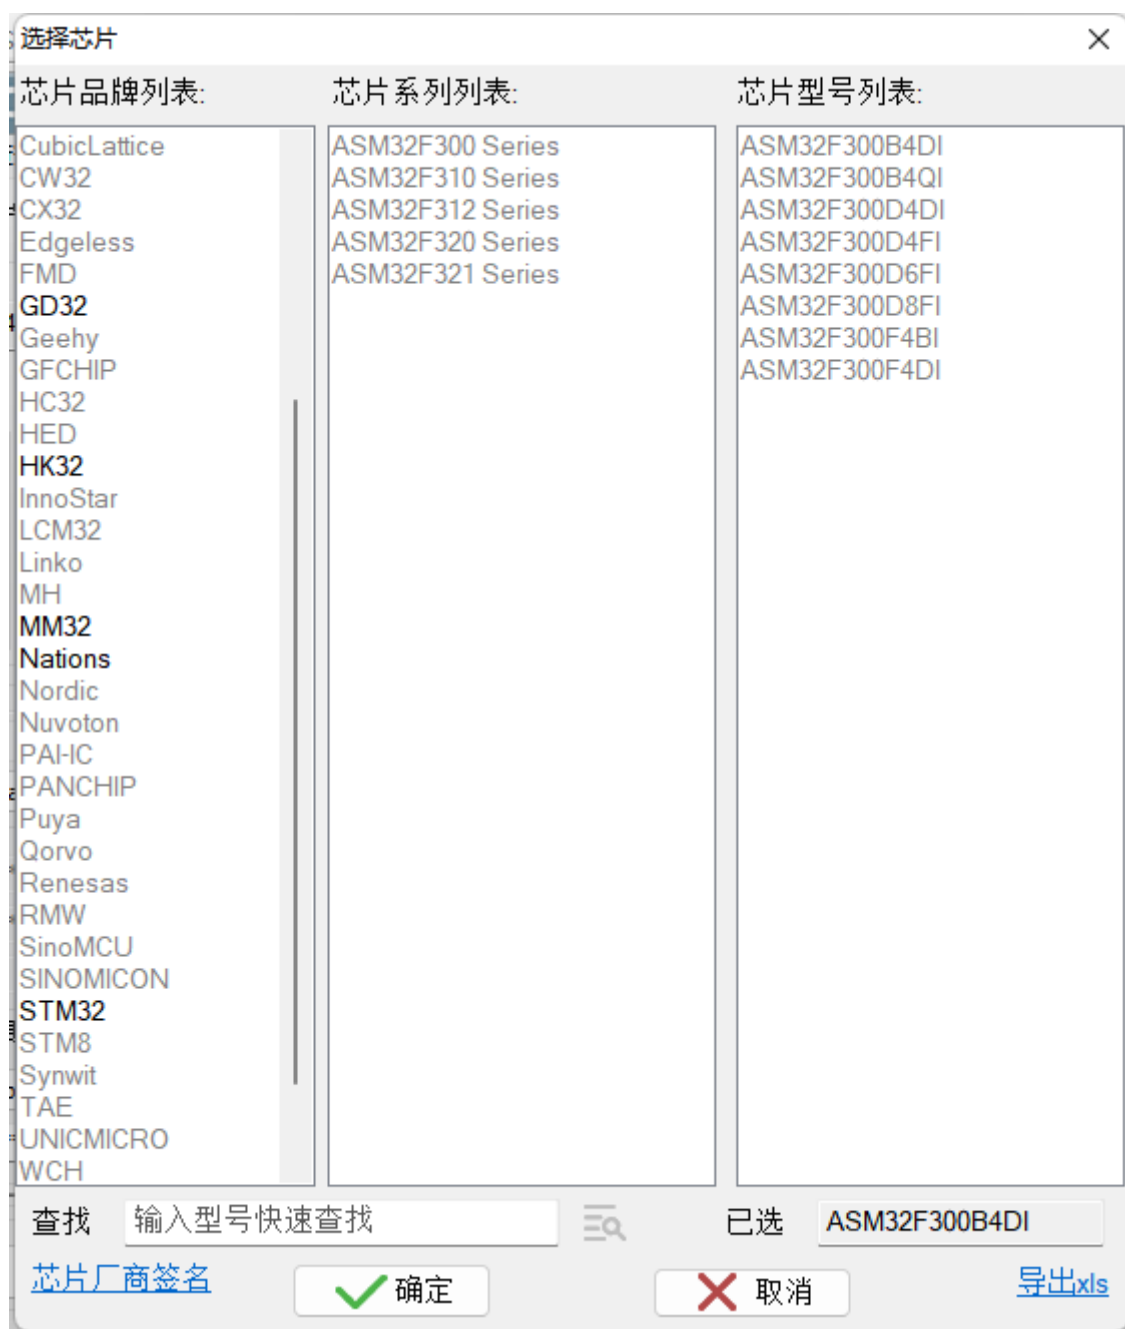 选择芯片
芯片品牌列表:
芯片系列列表:
芯片型号列表:
CubicLattice
CW32
CX32
Edgeless
FMD
GD32
Geehy
GFCHIP
HC32
HED
HK32
InnoStar
LCM32
Linko
MH
MM32
Nations
Nordic
Nuvoton
PAI-IC
PANCHIP
Puya
Qorvo
Renesas
RMW
SinoMCU
SINOMICON
STM32
STM8
Synwit
TAE
UNICMICRO
WCH
ASM32F300 Series
ASM32F310 Series
ASM32F312 Series
ASM32F320 Series
ASM32F321 Series
ASM32F300B4DI
ASM32F300B4QI
ASM32F300D4DI
ASM32F300D4FI
ASM32F300D6FI
ASM32F300D8FI
ASM32F300F4BI
ASM32F300F4DI
查找
输入型号快速查找
已选
ASM32F300B4DI
芯片厂商签名
确定
取消
导出xls